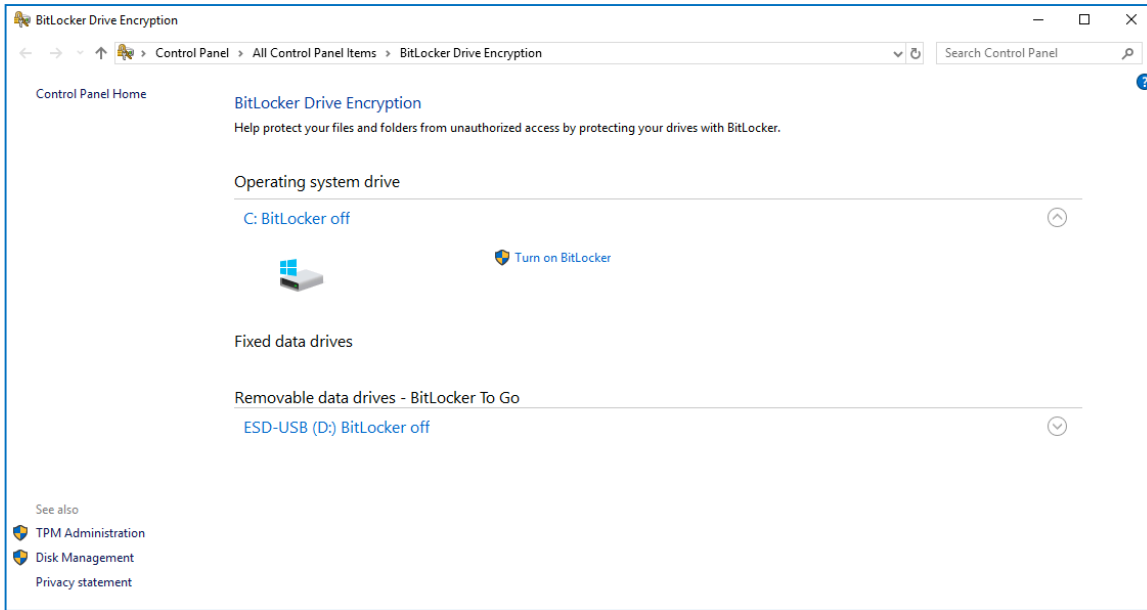 BitLocker Drive Encryption
Control Panel > All Control Panel Items > BitLocker Drive Encryption
Search Control Panel
?
Control Panel Home
BitLocker Drive Encryption
Help protect your files and folders from unauthorized access by protecting your drives with BitLocker.
Operating system drive
C: BitLocker off
Turn on BitLocker
Fixed data drives
Removable data drives - BitLocker To Go
ESD-USB (D:) BitLocker off
See also
TPM Administration
Disk Management
Privacy statement